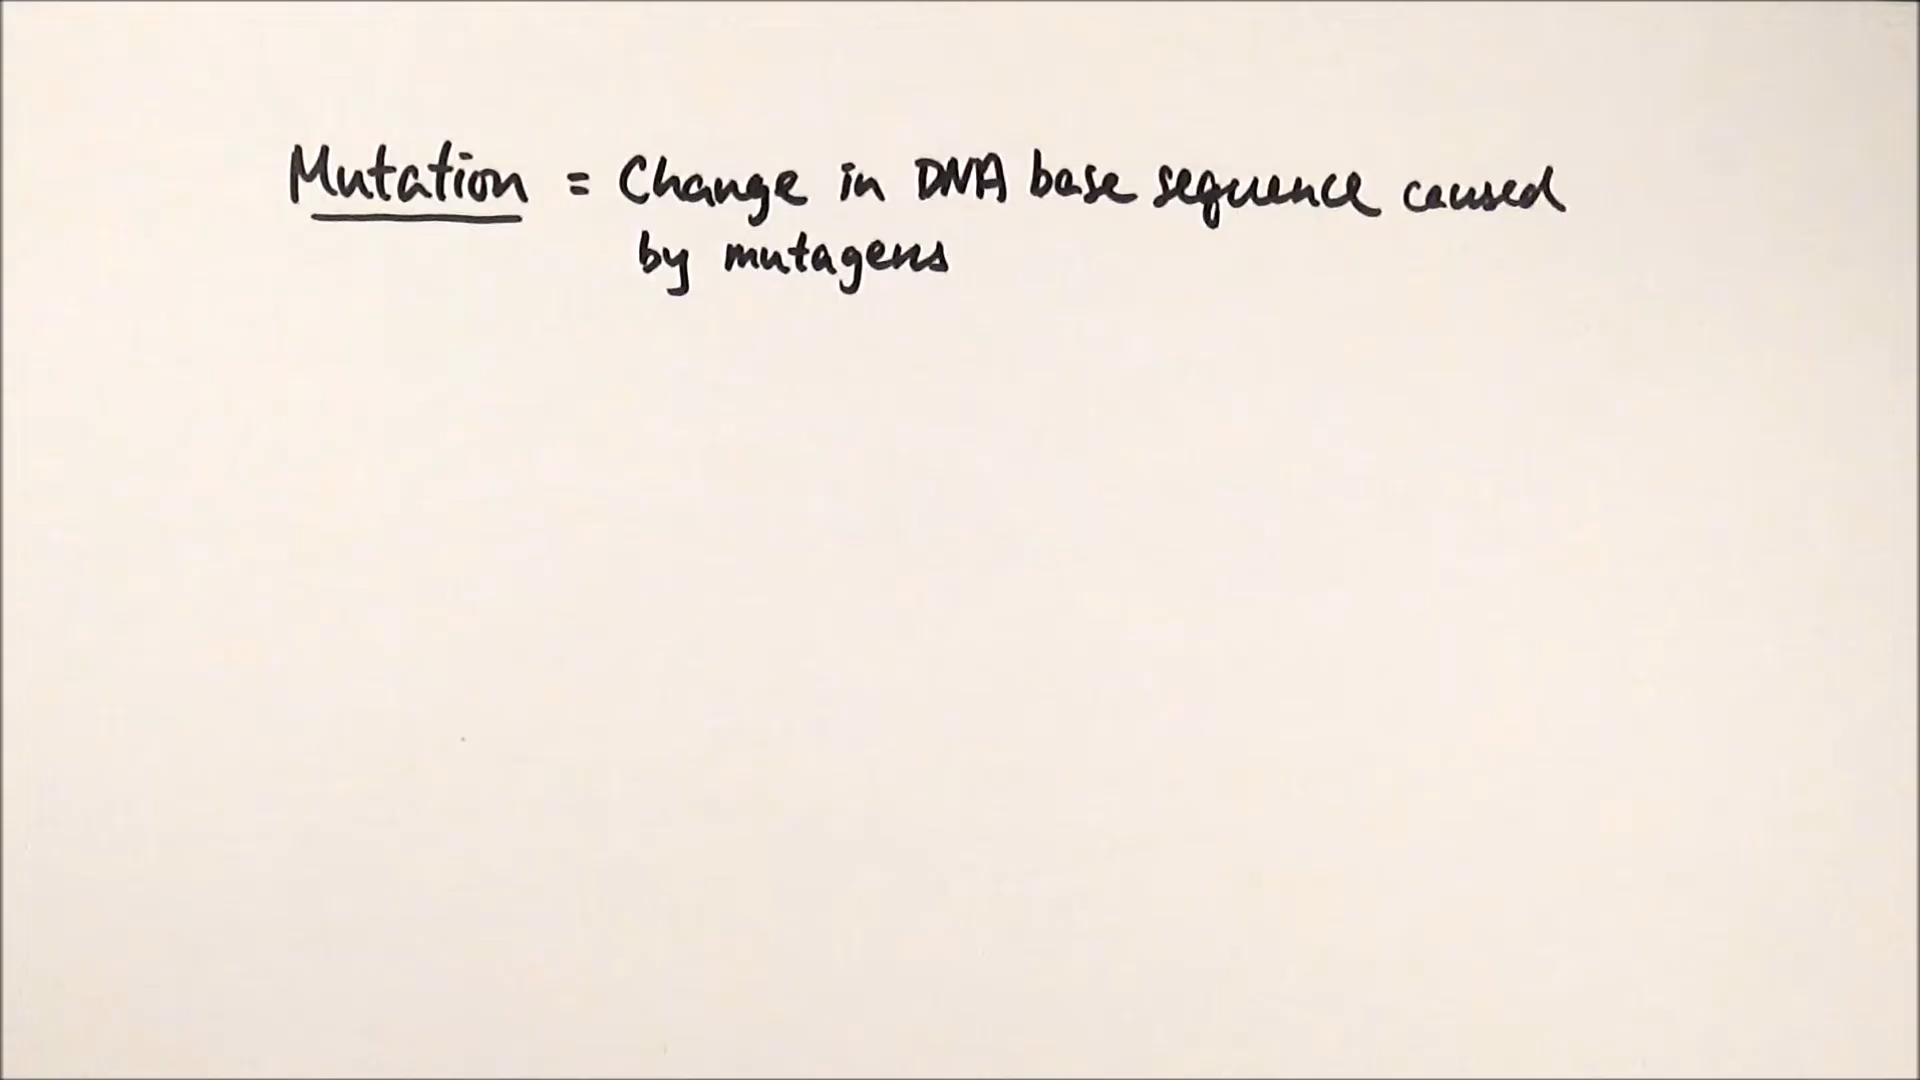 Mutation = Change in DNA base sequence caused
by mutagens